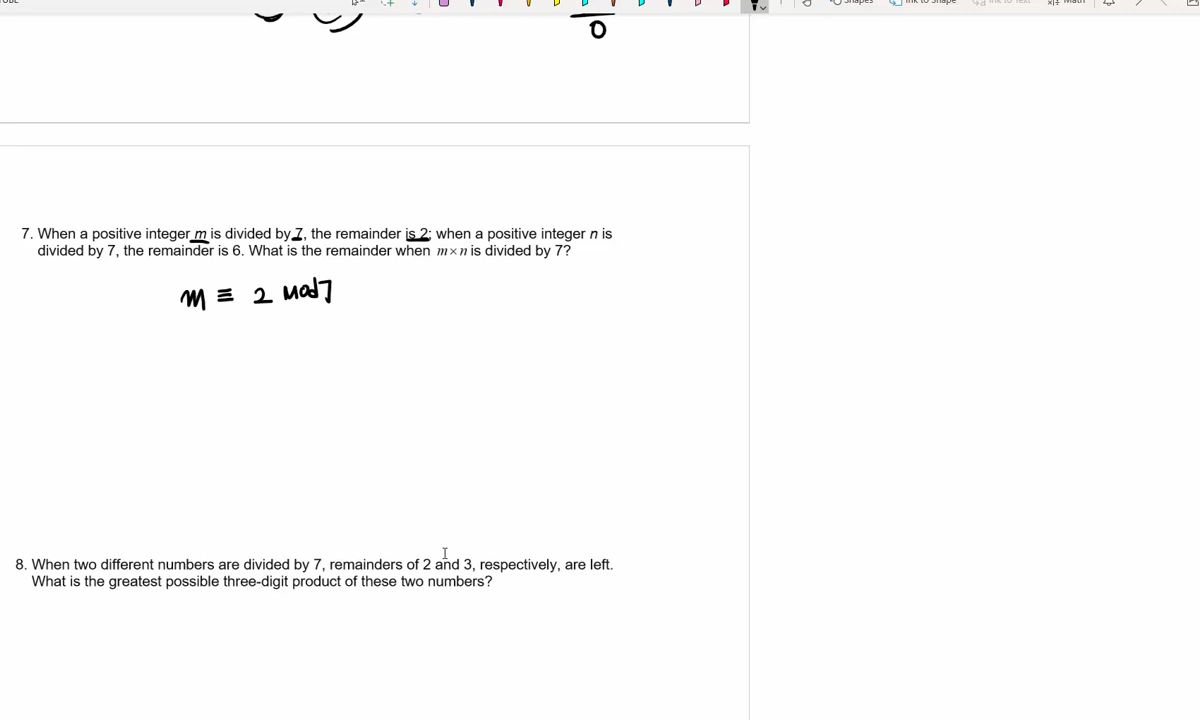 0
7. When a positive integer m is divided by 7, the remainder is 2; when a positive integer n is
divided by 7, the remainder is 6. What is the remainder when m×n is divided by 7?
m ≡ 2 mod 7
8. When two different numbers are divided by 7, remainders of 2 and 3, respectively, are left.
What is the greatest possible three-digit product of these two numbers?